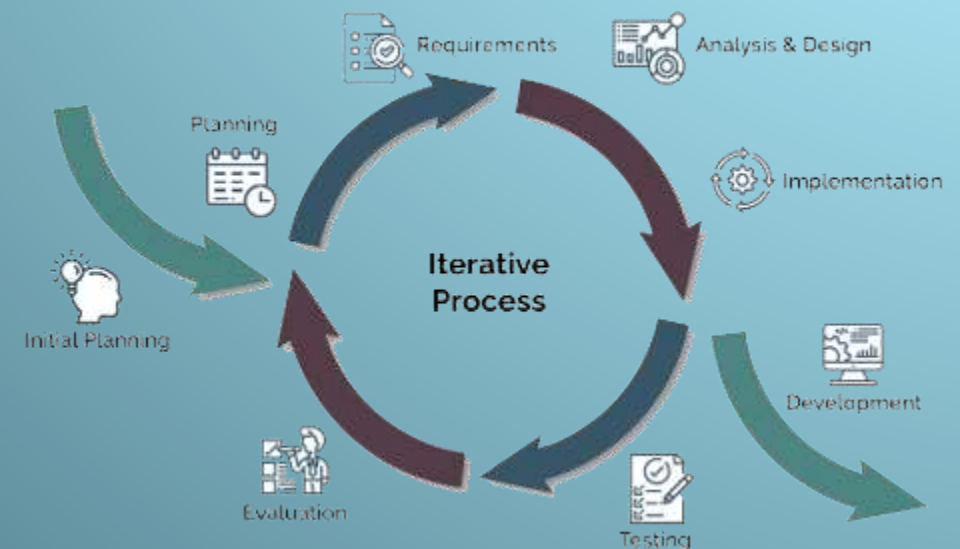 Requirements
Analysis & Design
Planning
Implementation
Iterative
Process
Initial Planning
Development
Evaluation
Testing